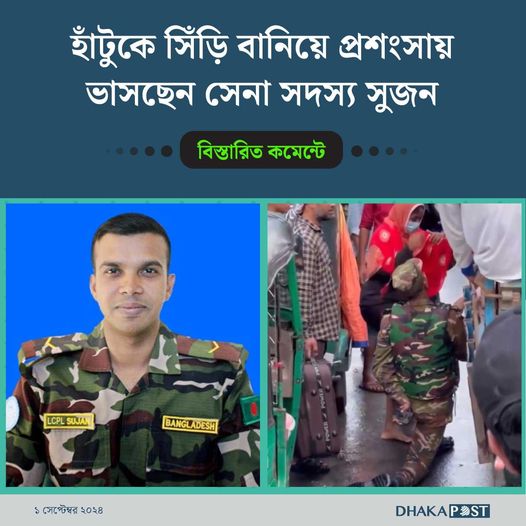 হাঁটুকে সিঁড়ি বানিয়ে প্রশংসায়
ভাসছেন সেনা সদস্য সুজন
বিস্তারিত কমেন্টে
LCPL SUJAN
BANGLADESH
১ সেপ্টেম্বর ২০২৪
DHAKA POST